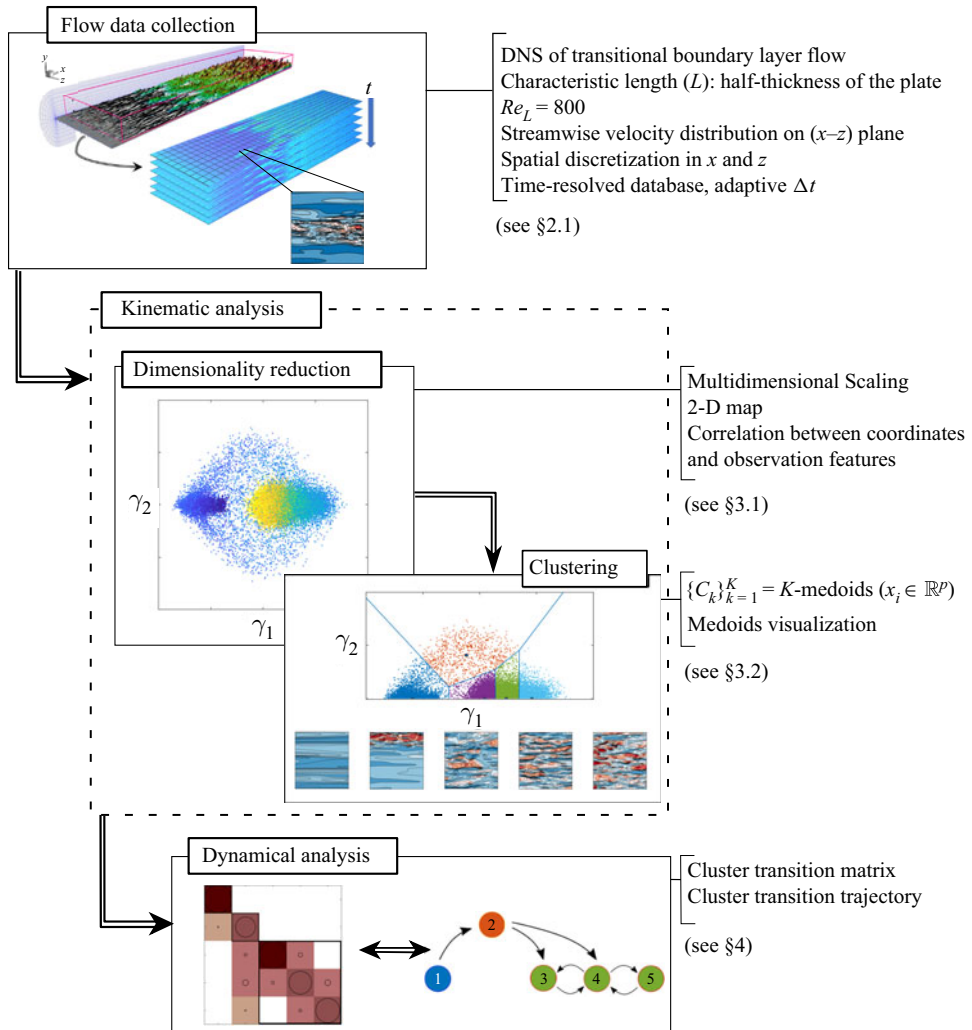 Flow data collection
y
x
z
t
DNS of transitional boundary layer flow
Characteristic length (L): half-thickness of the plate
Re_L = 800
Streamwise velocity distribution on (x–z) plane
Spatial discretization in x and z
Time-resolved database, adaptive Δt
(see §2.1)
Kinematic analysis
Dimensionality reduction
γ2
γ1
Multidimensional Scaling
2-D map
Correlation between coordinates
and observation features
(see §3.1)
Clustering
γ2
γ1
{C_k}_{k=1}^K = K-medoids (x_i ∈ ℝ^p)
Medoids visualization
(see §3.2)
Dynamical analysis
1
2
3
4
5
Cluster transition matrix
Cluster transition trajectory
(see §4)